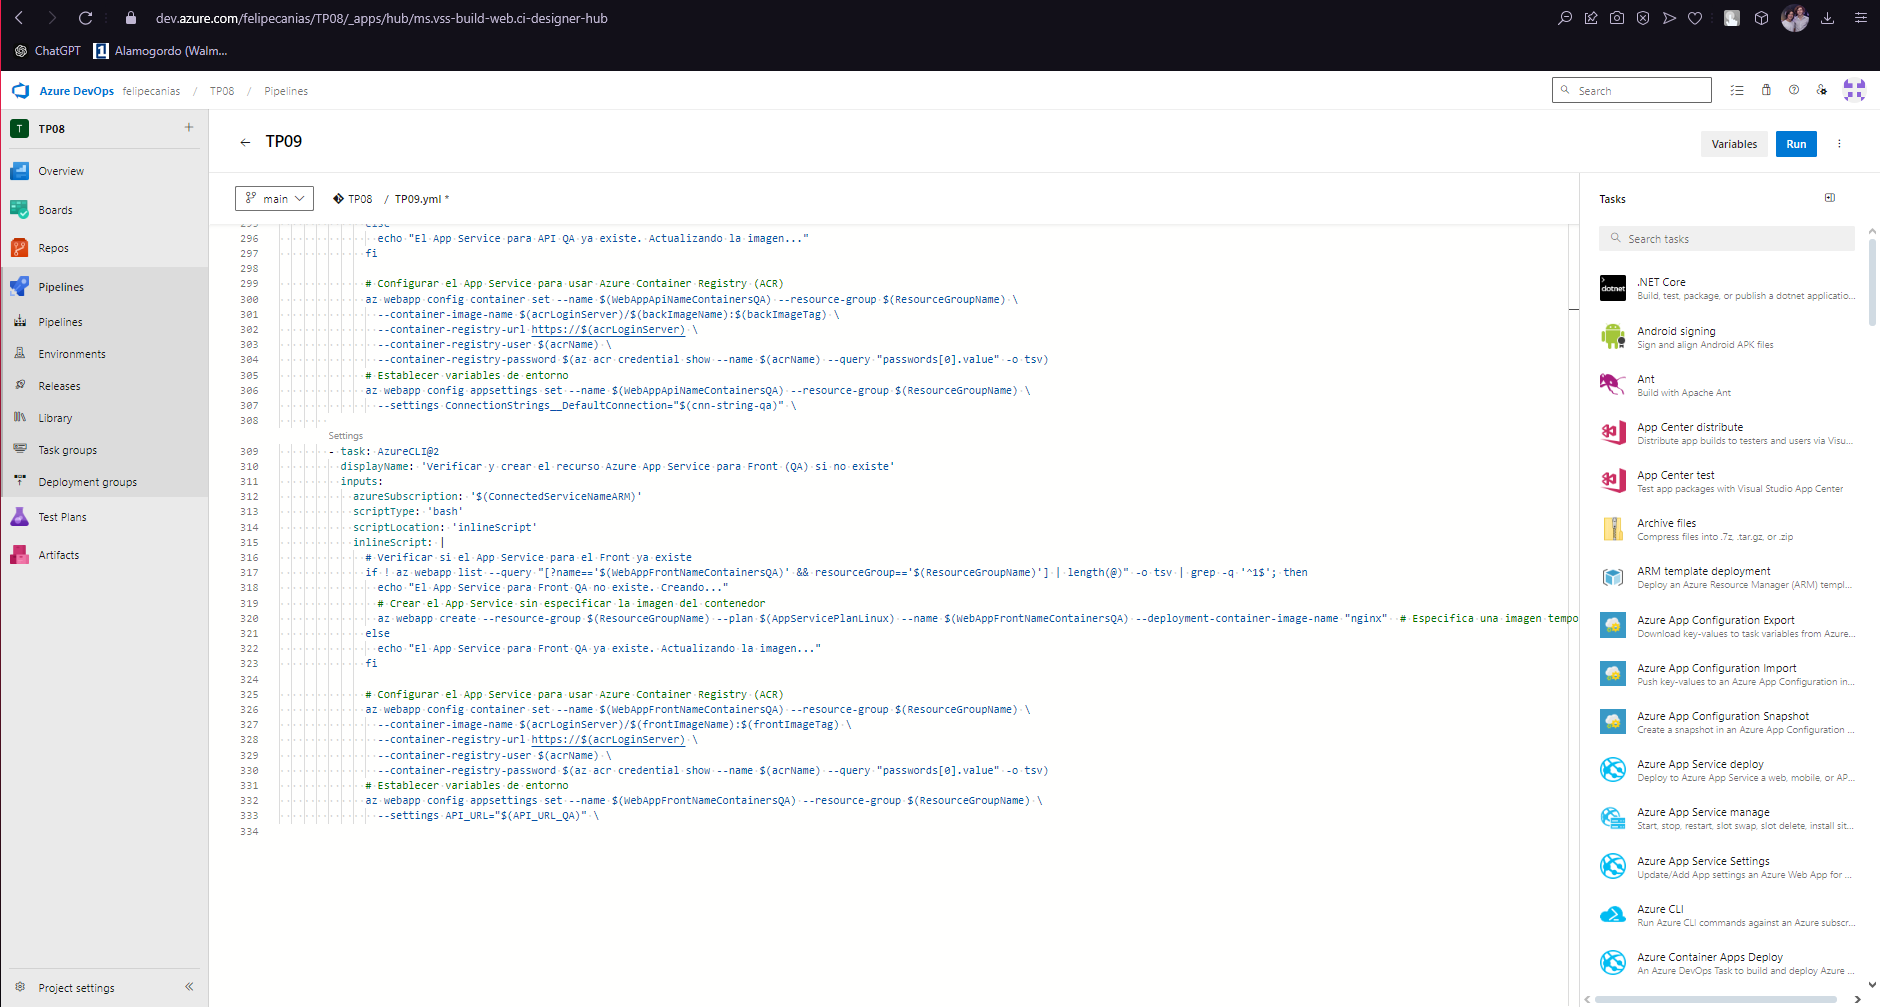 dev.azure.com/felipecanias/TP08/_apps/hub/ms.vss-build-web.ci-designer-hub
ChatGPT
1 Alamogordo (Walm...
Azure DevOps felipecanias / TP08 / Pipelines
Search
T TP08 +
Overview
Boards
Repos
Pipelines
Pipelines
Environments
Releases
Library
Task groups
Deployment groups
Test Plans
Artifacts
Project settings
TP09
Variables
Run
main
TP08 / TP09.yml *
295 else
296 echo "El App Service para API QA ya existe. Actualizando la imagen..."
297 fi
298
299 # Configurar el App Service para usar Azure Container Registry (ACR)
300 az webapp config container set --name $(WebAppApiNameContainersQA) --resource-group $(ResourceGroupName) \
301 --container-image-name $(acrLoginServer)/$(backImageName):$(backImageTag) \
302 --container-registry-url https://$(acrLoginServer) \
303 --container-registry-user $(acrName) \
304 --container-registry-password $(az acr credential show --name $(acrName) --query "passwords[0].value" -o tsv)
305 # Establecer variables de entorno
306 az webapp config appsettings set --name $(WebAppApiNameContainersQA) --resource-group $(ResourceGroupName) \
307 --settings ConnectionStrings__DefaultConnection="$(cnn-string-qa)" \
308
Settings
309 - task: AzureCLI@2
310 displayName: 'Verificar y crear el recurso Azure App Service para Front (QA) si no existe'
311 inputs:
312 azureSubscription: '$(ConnectedServiceNameARM)'
313 scriptType: 'bash'
314 scriptLocation: 'inlineScript'
315 inlineScript: |
316 # Verificar si el App Service para el Front ya existe
317 if ! az webapp list --query "[?name=='$(WebAppFrontNameContainersQA)' && resourceGroup=='$(ResourceGroupName)'] | length(@)" -o tsv | grep -q '^1$'; then
318 echo "El App Service para Front QA no existe. Creando..."
319 # Crear el App Service sin especificar la imagen del contenedor
320 az webapp create --resource-group $(ResourceGroupName) --plan $(AppServicePlanLinux) --name $(WebAppFrontNameContainersQA) --deployment-container-image-name "nginx" # Especifica una imagen tempo
321 else
322 echo "El App Service para Front QA ya existe. Actualizando la imagen..."
323 fi
324
325 # Configurar el App Service para usar Azure Container Registry (ACR)
326 az webapp config container set --name $(WebAppFrontNameContainersQA) --resource-group $(ResourceGroupName) \
327 --container-image-name $(acrLoginServer)/$(frontImageName):$(frontImageTag) \
328 --container-registry-url https://$(acrLoginServer) \
329 --container-registry-user $(acrName) \
330 --container-registry-password $(az acr credential show --name $(acrName) --query "passwords[0].value" -o tsv)
331 # Establecer variables de entorno
332 az webapp config appsettings set --name $(WebAppFrontNameContainersQA) --resource-group $(ResourceGroupName) \
333 --settings API_URL="$(API_URL_QA)" \
334
Tasks
Search tasks
dotnet
.NET Core
Build, test, package, or publish a dotnet applicatio...
Android signing
Sign and align Android APK files
Ant
Build with Apache Ant
App Center distribute
Distribute app builds to testers and users via Visu...
App Center test
Test app packages with Visual Studio App Center
Archive files
Compress files into .7z, .tar.gz, or .zip
ARM template deployment
Deploy an Azure Resource Manager (ARM) templ...
Azure App Configuration Export
Download key-values to task variables from Azure...
Azure App Configuration Import
Push key-values to an Azure App Configuration in...
Azure App Configuration Snapshot
Create a snapshot in an Azure App Configuration ...
Azure App Service deploy
Deploy to Azure App Service a web, mobile, or AP...
Azure App Service manage
Start, stop, restart, slot swap, slot delete, install sit...
Azure App Service Settings
Update/Add App settings an Azure Web App for ...
Azure CLI
Run Azure CLI commands against an Azure subscr...
Azure Container Apps Deploy
An Azure DevOps Task to build and deploy Azure ...